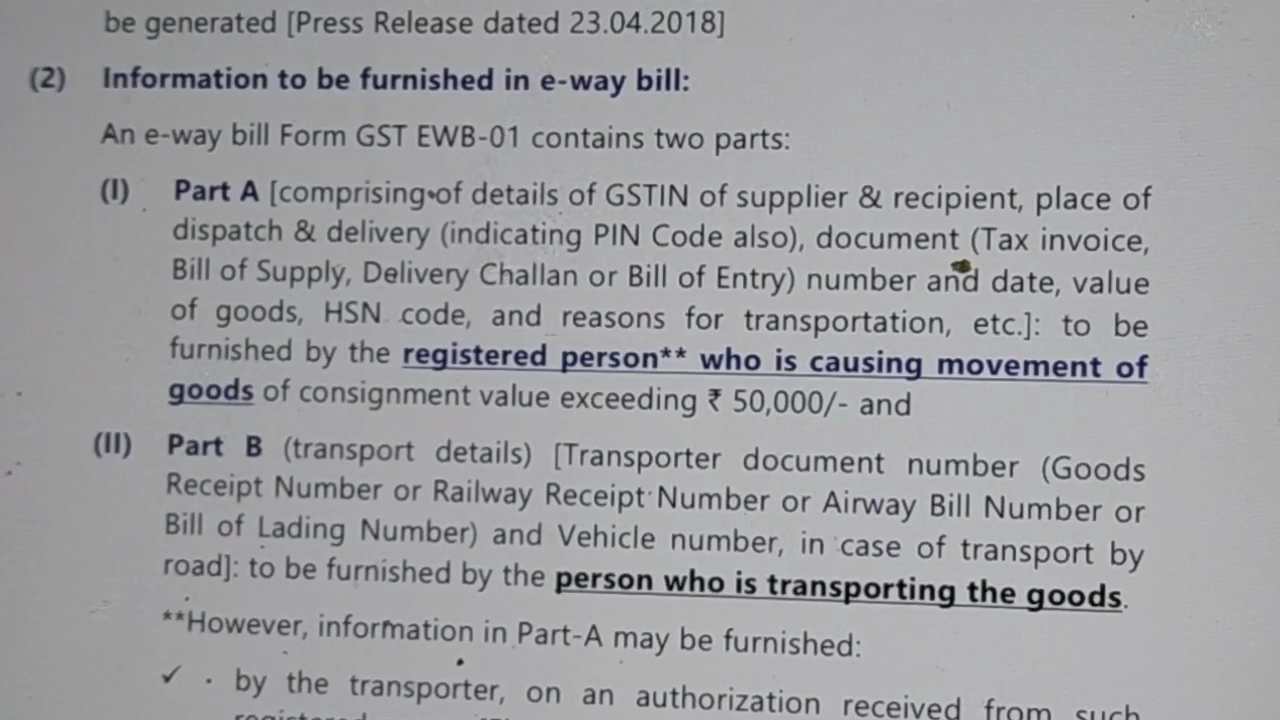 be generated [Press Release dated 23.04.2018]
(2) Information to be furnished in e-way bill:
An e-way bill Form GST EWB-01 contains two parts:
(I) Part A [comprising of details of GSTIN of supplier & recipient, place of
dispatch & delivery (indicating PIN Code also), document (Tax invoice,
Bill of Supply, Delivery Challan or Bill of Entry) number and date, value
of goods, HSN code, and reasons for transportation, etc.]: to be
furnished by the registered person** who is causing movement of
goods of consignment value exceeding ₹ 50,000/- and
(II) Part B (transport details) [Transporter document number (Goods
Receipt Number or Railway Receipt Number or Airway Bill Number or
Bill of Lading Number) and Vehicle number, in case of transport by
road]: to be furnished by the person who is transporting the goods.
**However, information in Part-A may be furnished:
✓ by the transporter, on an authorization received from such